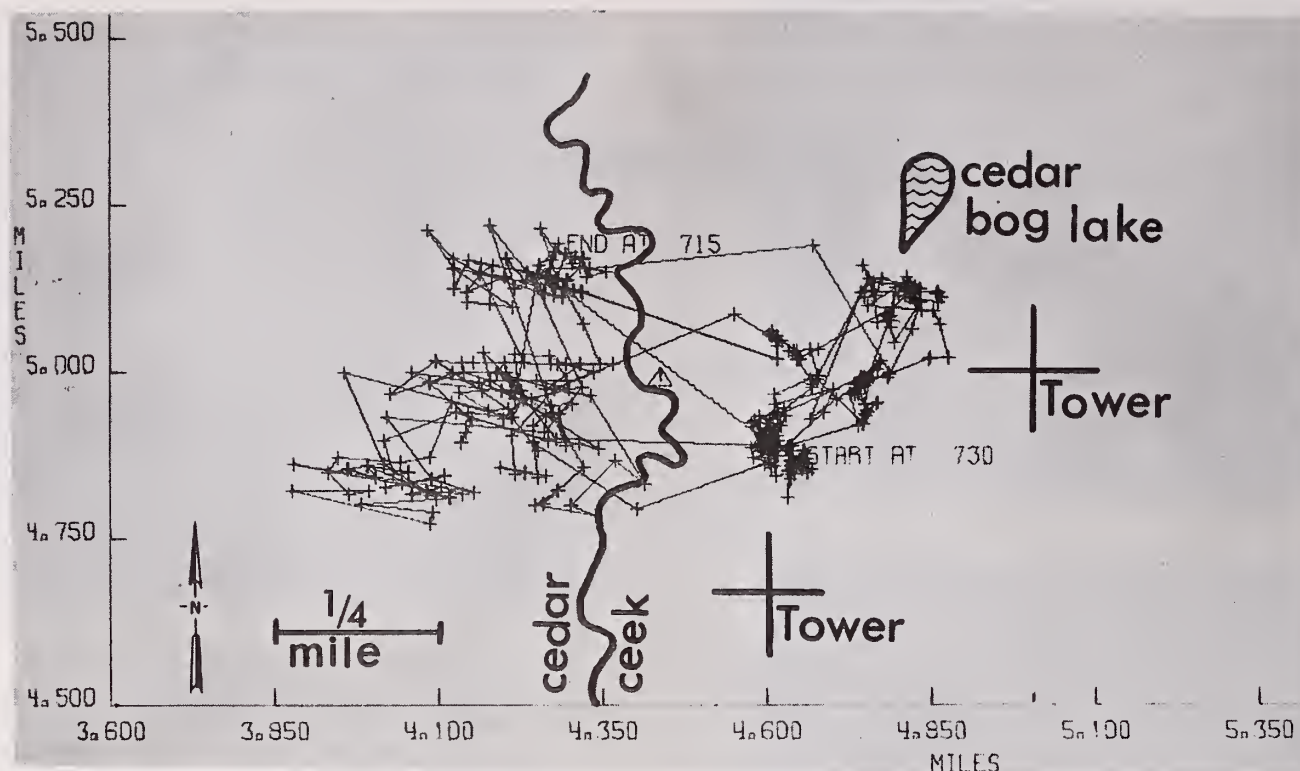 5.500
5.250
5.000
4.750
4.500
MILES
END AT 715
START AT 730
cedar
bog lake
Tower
Tower
-N-
1/4
mile
cedar
ceek
3.600
3.850
4.100
4.350
4.600
4.850
5.100
5.350
MILES